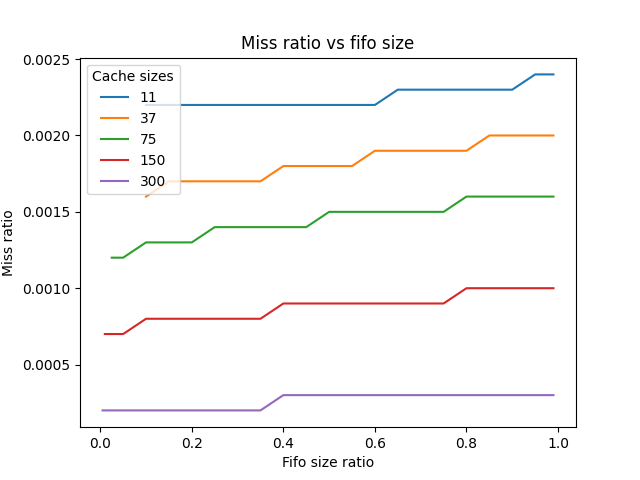 Miss ratio vs fifo size
Cache sizes
11
37
75
150
300
0.0025
0.0020
0.0015
0.0010
0.0005
Miss ratio
0.0 0.2 0.4 0.6 0.8 1.0
Fifo size ratio